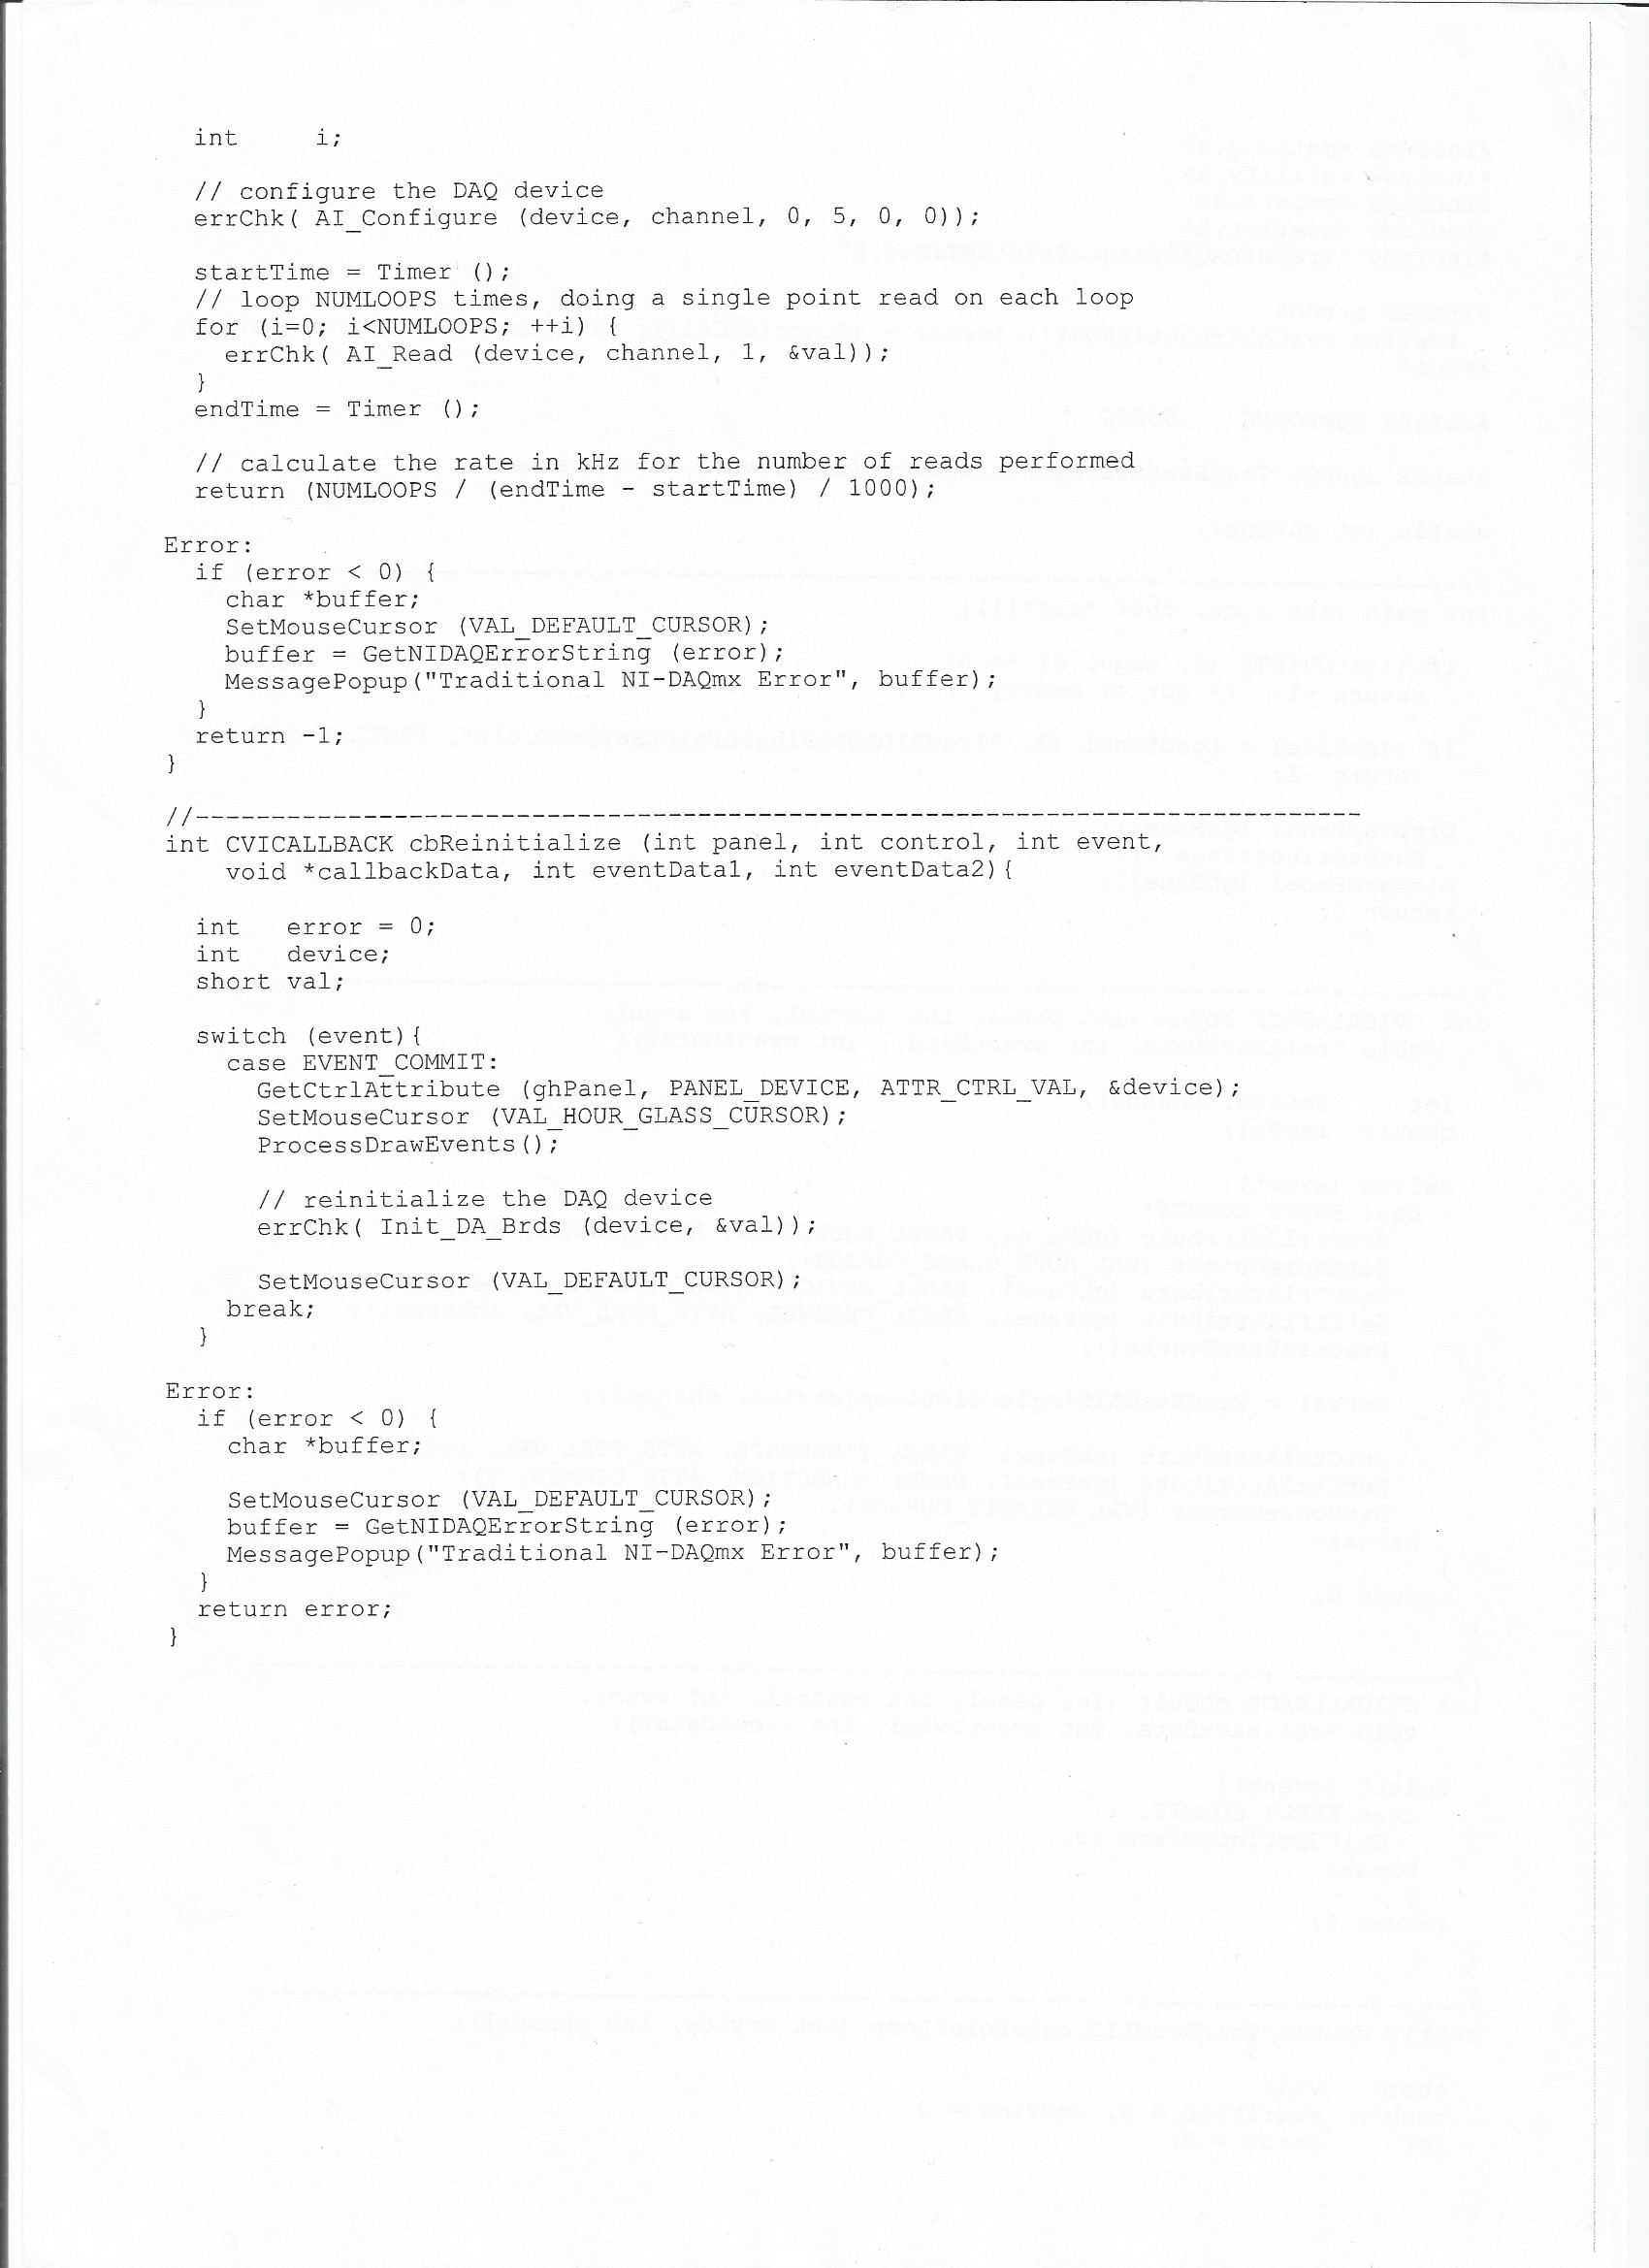 int     i;

// configure the DAQ device
errChk( AI_Configure (device, channel, 0, 5, 0, 0));

startTime = Timer ();
// loop NUMLOOPS times, doing a single point read on each loop
for (i=0; i<NUMLOOPS; ++i) {
  errChk( AI_Read (device, channel, 1, &val));
}
endTime = Timer ();

// calculate the rate in kHz for the number of reads performed
return (NUMLOOPS / (endTime - startTime) / 1000);

Error:
  if (error < 0) {
    char *buffer;
    SetMouseCursor (VAL_DEFAULT_CURSOR);
    buffer = GetNIDAQErrorString (error);
    MessagePopup("Traditional NI-DAQmx Error", buffer);
  }
  return -1;
}

//-----------------------------------------------------------------------------
int CVICALLBACK cbReinitialize (int panel, int control, int event,
    void *callbackData, int eventData1, int eventData2){

  int   error = 0;
  int   device;
  short val;

  switch (event){
    case EVENT_COMMIT:
      GetCtrlAttribute (ghPanel, PANEL_DEVICE, ATTR_CTRL_VAL, &device);
      SetMouseCursor (VAL_HOUR_GLASS_CURSOR);
      ProcessDrawEvents();

      // reinitialize the DAQ device
      errChk( Init_DA_Brds (device, &val));

      SetMouseCursor (VAL_DEFAULT_CURSOR);
    break;
  }

Error:
  if (error < 0) {
    char *buffer;

    SetMouseCursor (VAL_DEFAULT_CURSOR);
    buffer = GetNIDAQErrorString (error);
    MessagePopup("Traditional NI-DAQmx Error", buffer);
  }
  return error;
}